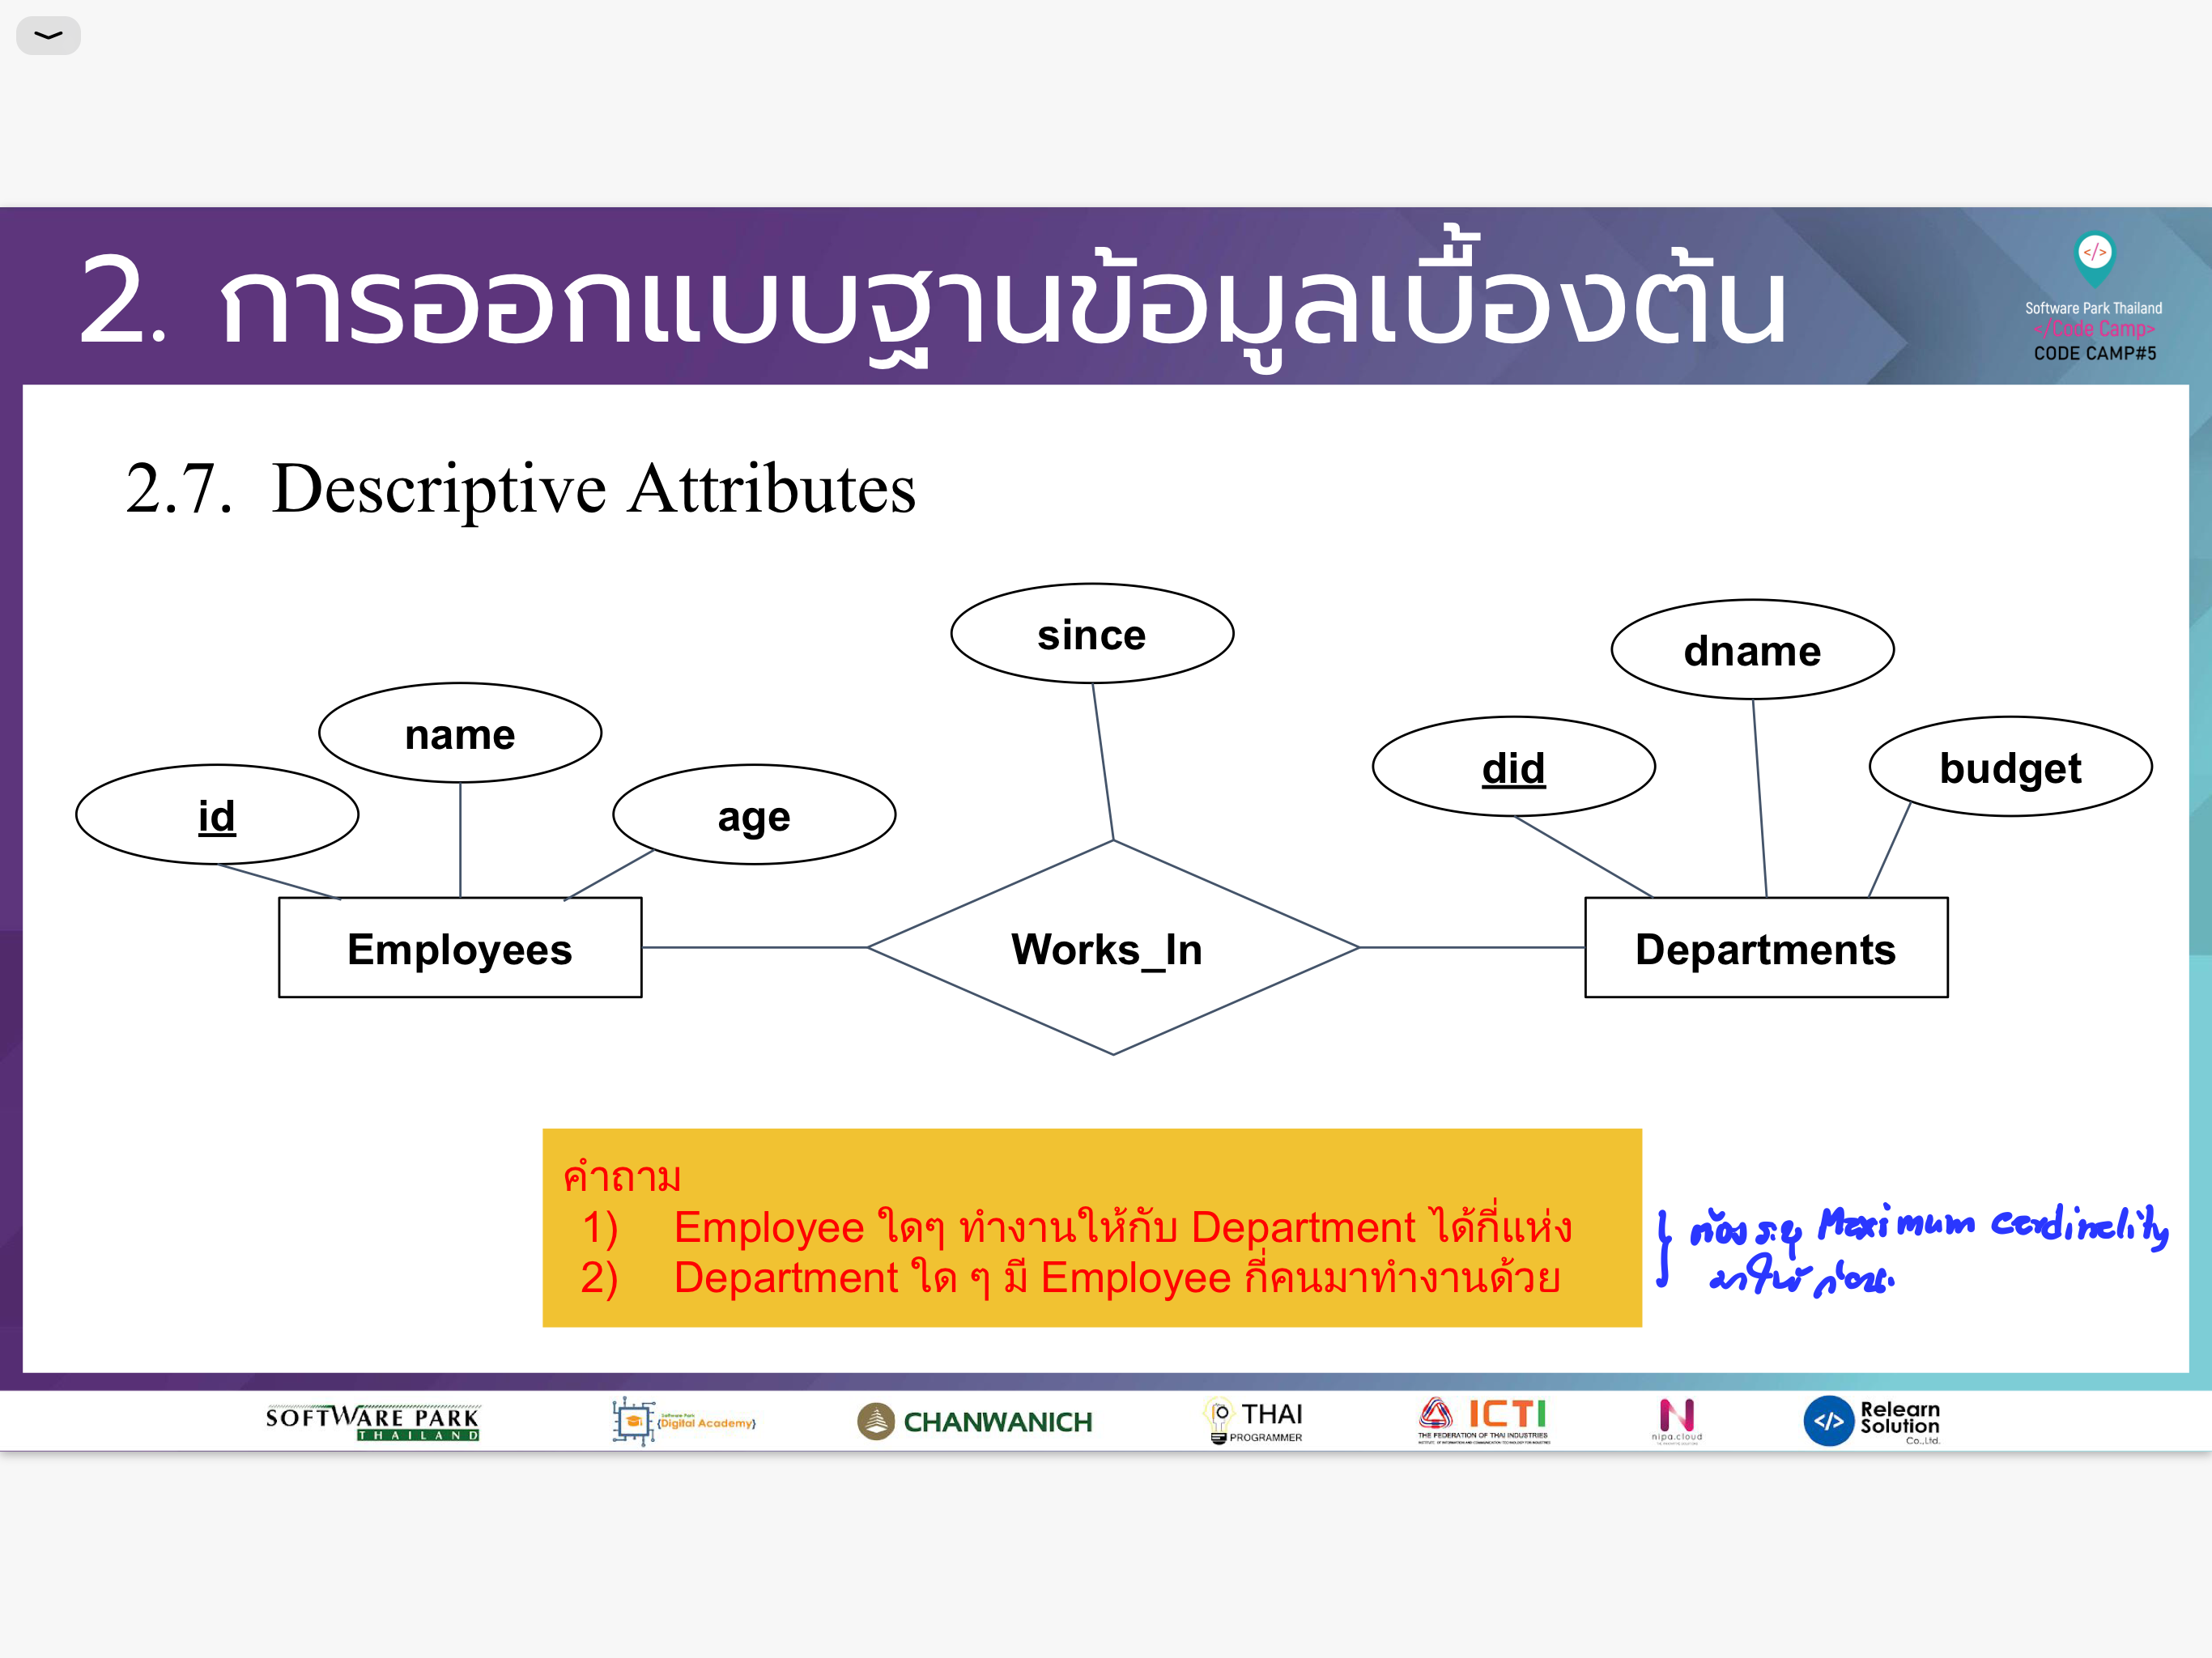 2. การออกแบบฐานข้อมูลเบื้องต้น
</>
Software Park Thailand
</Code Camp>
CODE CAMP#5
2.7. Descriptive Attributes
since
dname
name
did
budget
id
age
Employees
Works_In
Departments
คำถาม
1) Employee ใดๆ ทำงานให้กับ Department ได้กี่แห่ง
2) Department ใด ๆ มี Employee กี่คนมาทำงานด้วย
ต้องระบุ Maximum cardinality
มาให้ก่อน
SOFTWARE PARK
THAILAND
Software Park
{Digital Academy}
CHANWANICH
THAI
PROGRAMMER
ICTI
THE FEDERATION OF THAI INDUSTRIES
N
nipa.cloud
</>
Relearn
Solution
Co.,Ltd.